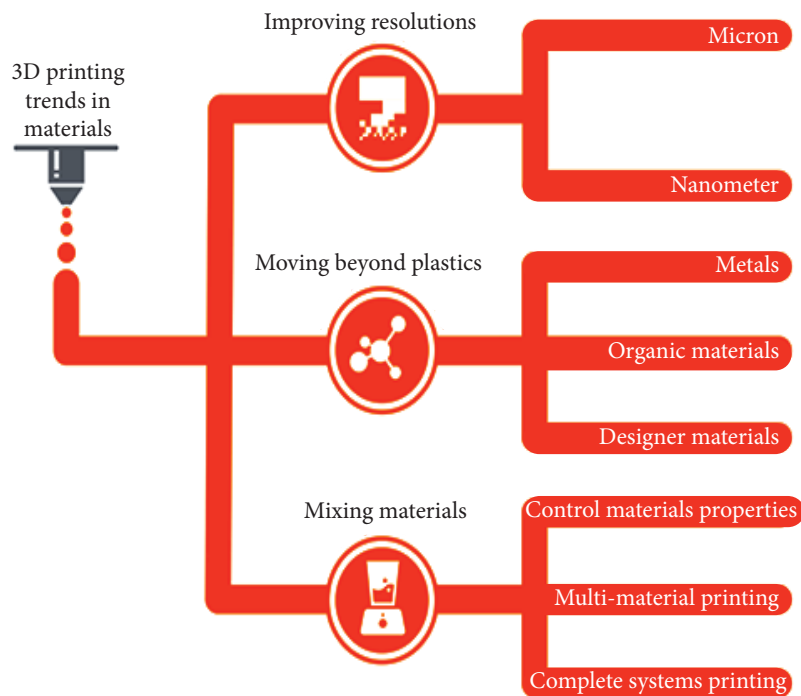 3D printing
trends in
materials
Improving resolutions
Micron
Nanometer
Moving beyond plastics
Metals
Organic materials
Designer materials
Mixing materials
Control materials properties
Multi-material printing
Complete systems printing